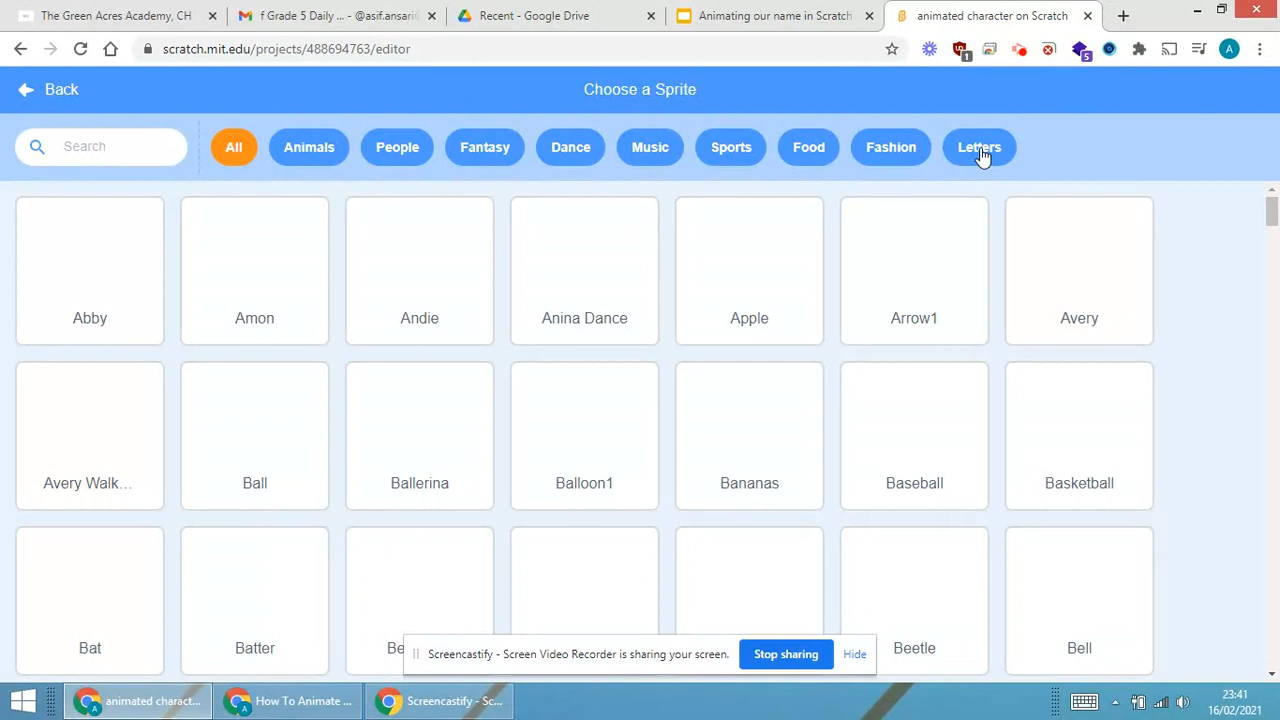 The Green Acres Academy, CH
f Grade 5 Daily ... - @asif.ansari
Recent - Google Drive
Animating our name in Scratch
animated character on Scratch
scratch.mit.edu/projects/488694763/editor
1
5
A
Back
Choose a Sprite
Search
All
Animals
People
Fantasy
Dance
Music
Sports
Food
Fashion
Letters
Abby
Amon
Andie
Anina Dance
Apple
Arrow1
Avery
Avery Walk...
Ball
Ballerina
Balloon1
Bananas
Baseball
Basketball
Bat
Batter
Be
Beetle
Bell
Screencastify - Screen Video Recorder is sharing your screen.
Stop sharing
Hide
animated charact...
How To Animate ...
Screencastify - Sc...
23:41
16/02/2021